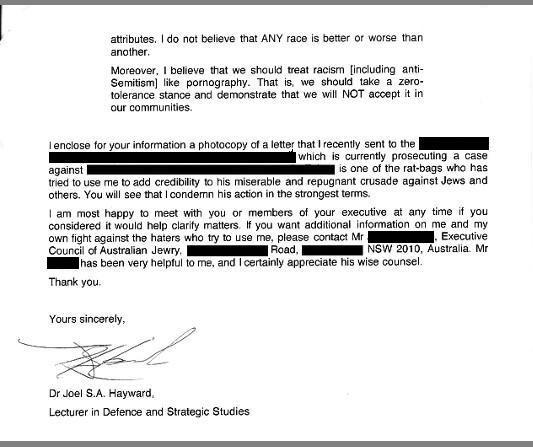 attributes. I do not believe that ANY race is better or worse than
another.
Moreover, I believe that we should treat racism [including anti-
Semitism] like pornography. That is, we should take a zero-
tolerance stance and demonstrate that we will NOT accept it in
our communities.
I enclose for your information a photocopy of a letter that I recently sent to the
which is currently prosecuting a case
against is one of the rat-bags who has
tried to use me to add credibility to his miserable and repugnant crusade against Jews and
others. You will see that I condemn his action in the strongest terms.
I am most happy to meet with you or members of your executive at any time if you
considered it would help clarify matters. If you want additional information on me and my
own fight against the haters who try to use me, please contact Mr , Executive
Council of Australian Jewry, Road, NSW 2010, Australia. Mr
has been very helpful to me, and I certainly appreciate his wise counsel.
Thank you.
Yours sincerely,
Dr Joel S.A. Hayward,
Lecturer in Defence and Strategic Studies